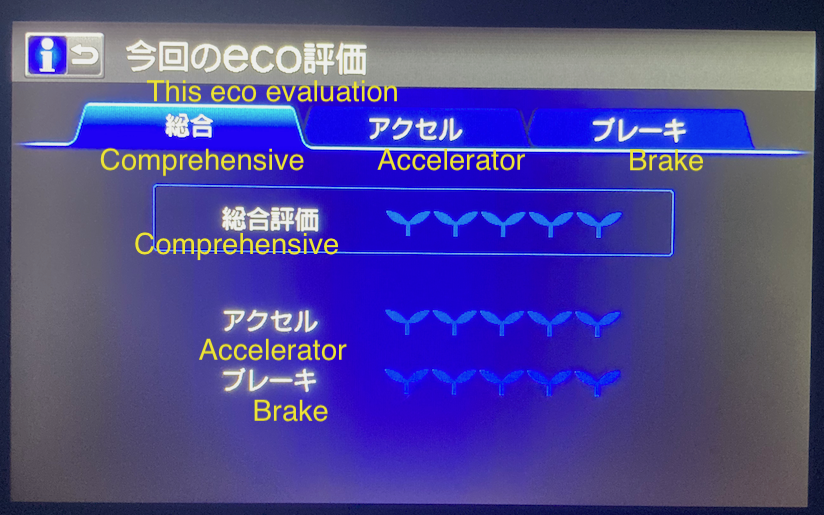 i
今回のeco評価
This eco evaluation
総合 アクセル ブレーキ
Comprehensive Accelerator Brake
総合評価
Comprehensive
アクセル
Accelerator
ブレーキ
Brake